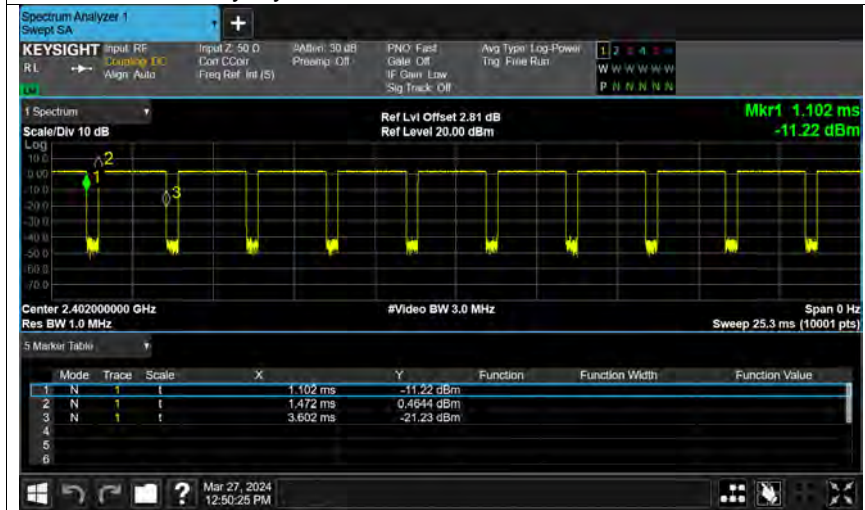 Spectrum Analyzer 1
Swept SA
+
KEYSIGHT Input: RF Input Z: 50 Ω #Atten: 30 dB PNO: Fast Avg Type: Log-Power 1 2 3 4 5 6
RL Coupling: DC Corr CCorr Preamp: Off Gate: Off Trig: Free Run W W W W W W
Align: Auto Freq Ref: Int (S) IF Gain: Low P N N N N N
Sig Track: Off
1 Spectrum Ref Lvl Offset 2.81 dB Mkr1 1.102 ms
Scale/Div 10 dB Ref Level 20.00 dBm -11.22 dBm
Log
10.0
0.00
-10.0
-20.0
-30.0
-40.0
-50.0
-60.0
-70.0
1
2
3
Center 2.402000000 GHz #Video BW 3.0 MHz Span 0 Hz
Res BW 1.0 MHz Sweep 25.3 ms (10001 pts)
5 Marker Table
Mode Trace Scale X Y Function Function Width Function Value
1 N 1 t 1.102 ms -11.22 dBm
2 N 1 t 1.472 ms 0.4644 dBm
3 N 1 t 3.602 ms -21.23 dBm
4
5
6
? Mar 27, 2024
12:50:25 PM